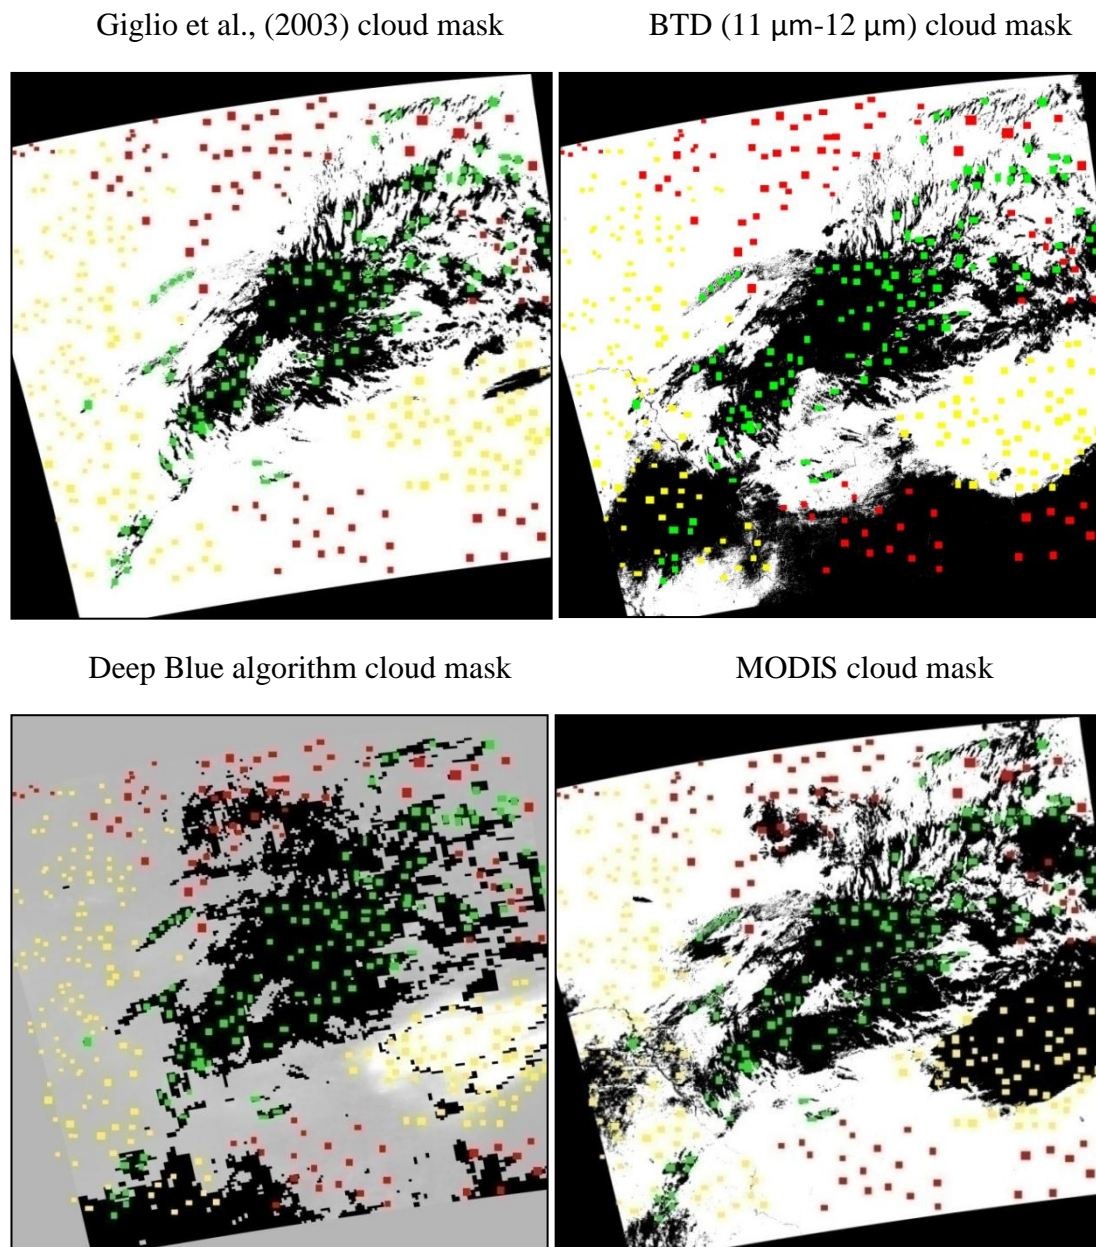 Giglio et al., (2003) cloud mask
BTD (11 μm-12 μm) cloud mask
Deep Blue algorithm cloud mask
MODIS cloud mask